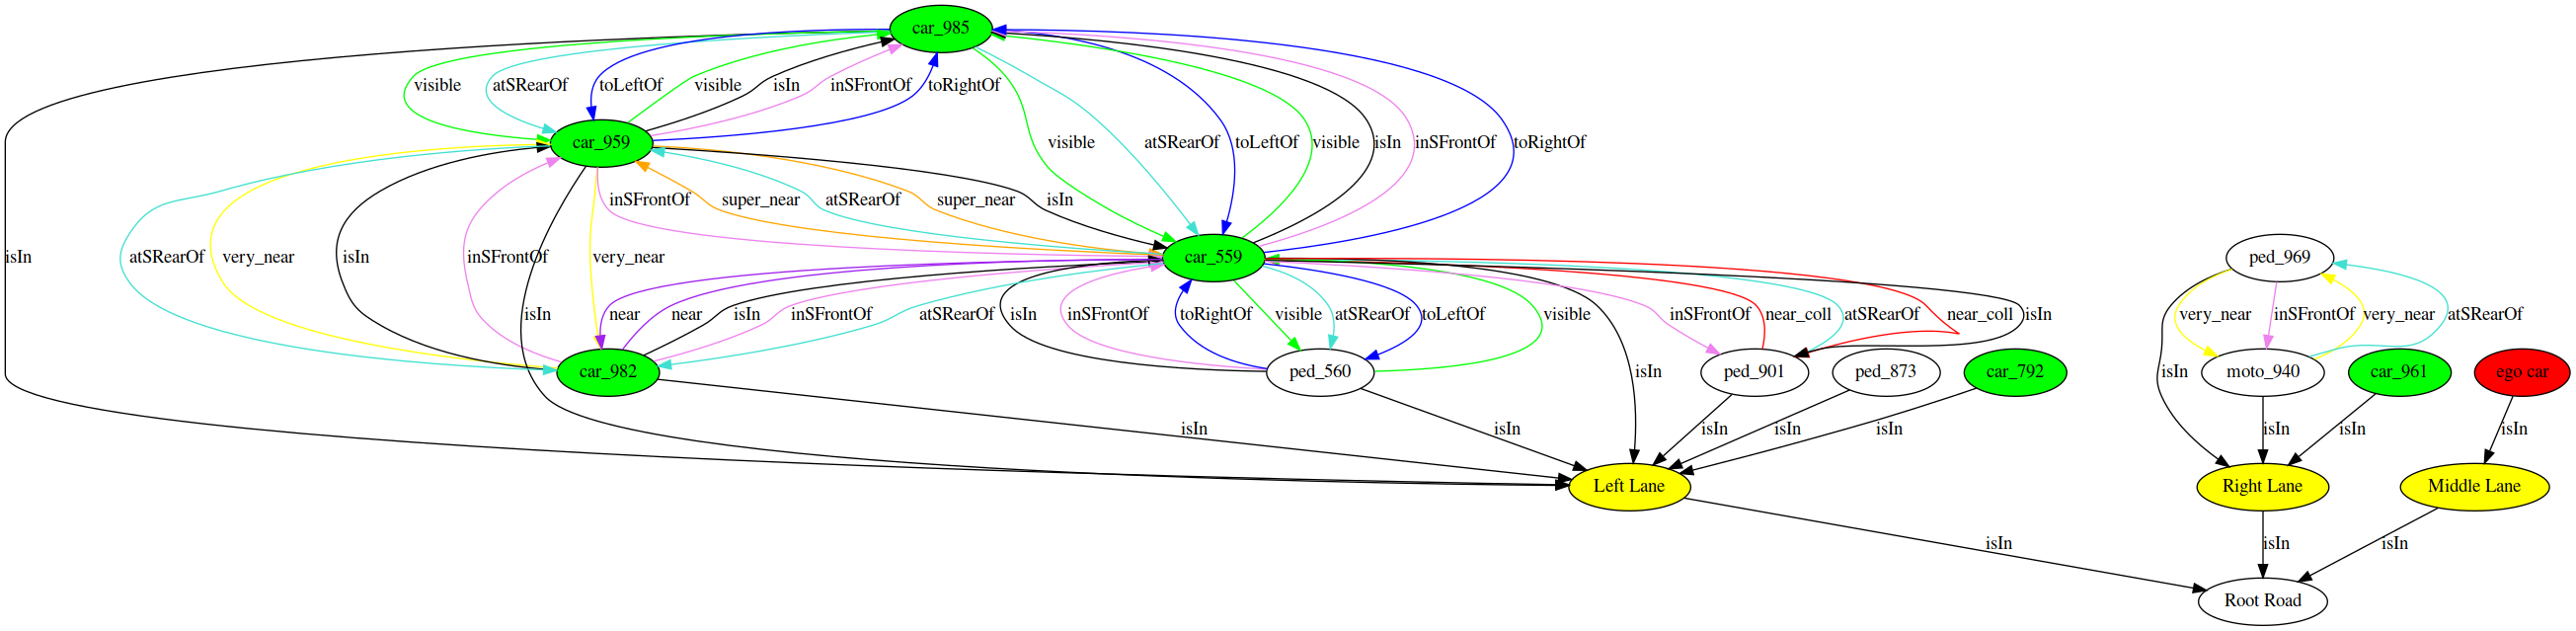 car_985
visible
atSRearOf
toLeftOf
visible
isIn
inSFrontOf
toRightOf
car_959
visible
atSRearOf
toLeftOf
visible
isIn
inSFrontOf
toRightOf
inSFrontOf
super_near
atSRearOf
super_near
isIn
isIn
atSRearOf
very_near
isIn
inSFrontOf
very_near
car_559
ped_969
isIn
near
near
isIn
inSFrontOf
atSRearOf
isIn
inSFrontOf
toRightOf
visible
atSRearOf
toLeftOf
visible
inSFrontOf
near_coll
atSRearOf
near_coll
isIn
very_near
inSFrontOf
very_near
atSRearOf
car_982
ped_560
isIn
ped_901
ped_873
car_792
isIn
moto_940
car_961
ego car
isIn
isIn
isIn
isIn
isIn
isIn
isIn
isIn
Left Lane
Right Lane
Middle Lane
isIn
isIn
isIn
Root Road